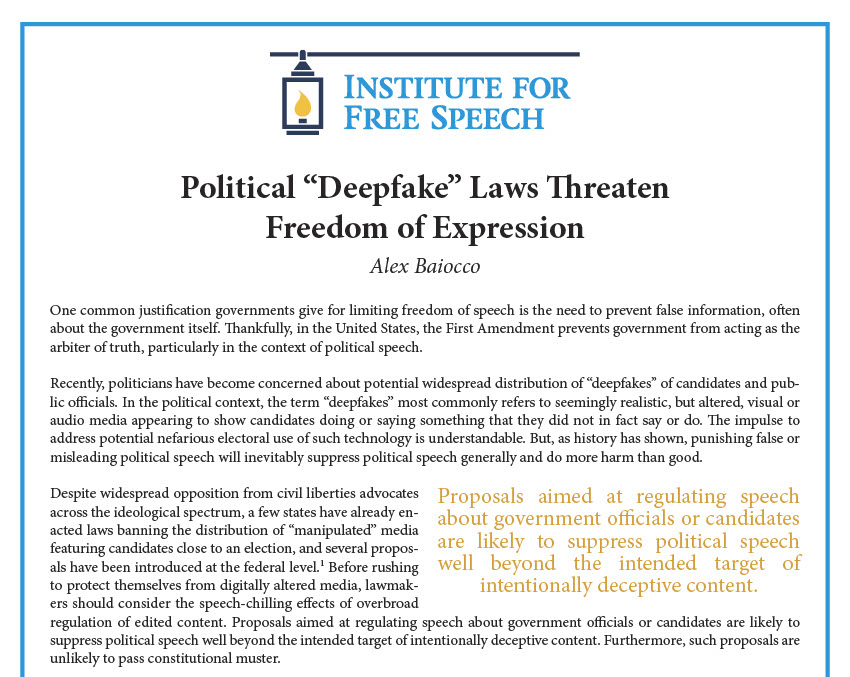 INSTITUTE FOR
FREE SPEECH
Political “Deepfake” Laws Threaten
Freedom of Expression
Alex Baiocco
One common justification governments give for limiting freedom of speech is the need to prevent false information, often
about the government itself. Thankfully, in the United States, the First Amendment prevents government from acting as the
arbiter of truth, particularly in the context of political speech.
Recently, politicians have become concerned about potential widespread distribution of “deepfakes” of candidates and pub-
lic officials. In the political context, the term “deepfakes” most commonly refers to seemingly realistic, but altered, visual or
audio media appearing to show candidates doing or saying something that they did not in fact say or do. The impulse to
address potential nefarious electoral use of such technology is understandable. But, as history has shown, punishing false or
misleading political speech will inevitably suppress political speech generally and do more harm than good.
Despite widespread opposition from civil liberties advocates
across the ideological spectrum, a few states have already en-
acted laws banning the distribution of “manipulated” media
featuring candidates close to an election, and several propos-
als have been introduced at the federal level.¹ Before rushing
to protect themselves from digitally altered media, lawmak-
ers should consider the speech-chilling effects of overbroad
regulation of edited content. Proposals aimed at regulating speech about government officials or candidates are likely to
suppress political speech well beyond the intended target of intentionally deceptive content. Furthermore, such proposals are
unlikely to pass constitutional muster.
Proposals aimed at regulating speech
about government officials or candidates
are likely to suppress political speech
well beyond the intended target of
intentionally deceptive content.